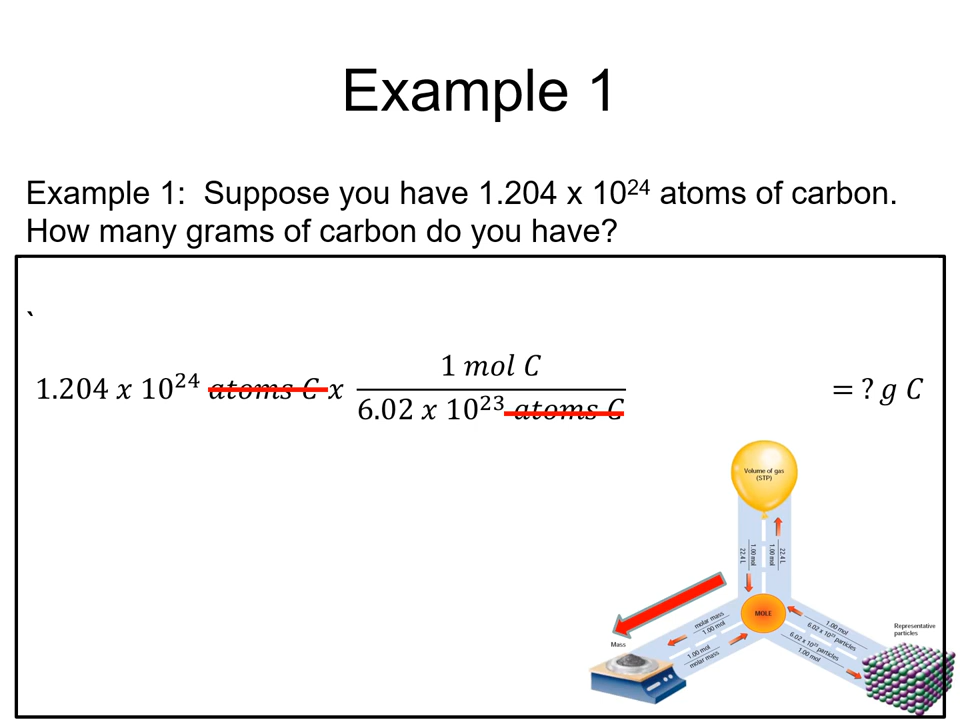 Example 1
Example 1:  Suppose you have 1.204 x 10²⁴ atoms of carbon.
How many grams of carbon do you have?
`
1.204 x 10²⁴ atoms C x
1 mol C
6.02 x 10²³ atoms C
= ? g C
Volume of gas
(STP)
1.00 mol
22.4 L
22.4 L
1.00 mol
MOLE
molar mass
1.00 mol
1.00 mol
molar mass
Mass
1.00 mol
6.02 x 10²³ particles
6.02 x 10²³ particles
1.00 mol
Representative
particles